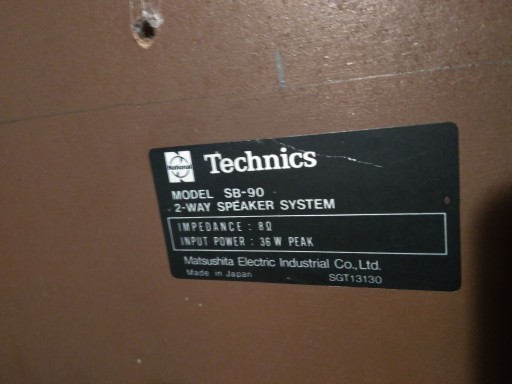 National Technics
MODEL SB-90
2-WAY SPEAKER SYSTEM
IMPEDANCE : 8Ω
INPUT POWER : 36 W PEAK
Matsushita Electric Industrial Co., Ltd.
Made in Japan SGT13130